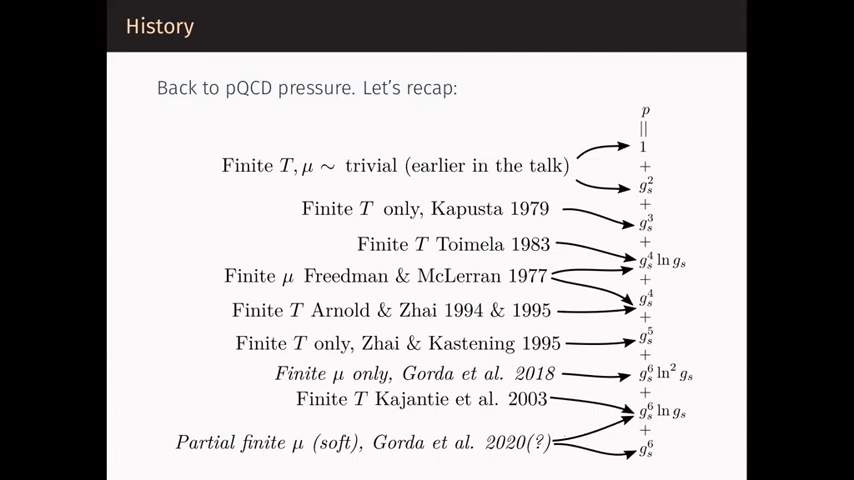 History
Back to pQCD pressure. Let's recap:
p
||
1
Finite T, μ ∼ trivial (earlier in the talk)
+
g_s^2
+
Finite T only, Kapusta 1979
g_s^3
+
Finite T Toimela 1983
g_s^4 ln g_s
Finite μ Freedman & McLerran 1977
+
g_s^4
Finite T Arnold & Zhai 1994 & 1995
+
g_s^5
Finite T only, Zhai & Kastening 1995
+
Finite μ only, Gorda et al. 2018
g_s^6 ln^2 g_s
+
Finite T Kajantie et al. 2003
g_s^6 ln g_s
+
Partial finite μ (soft), Gorda et al. 2020(?)
g_s^6